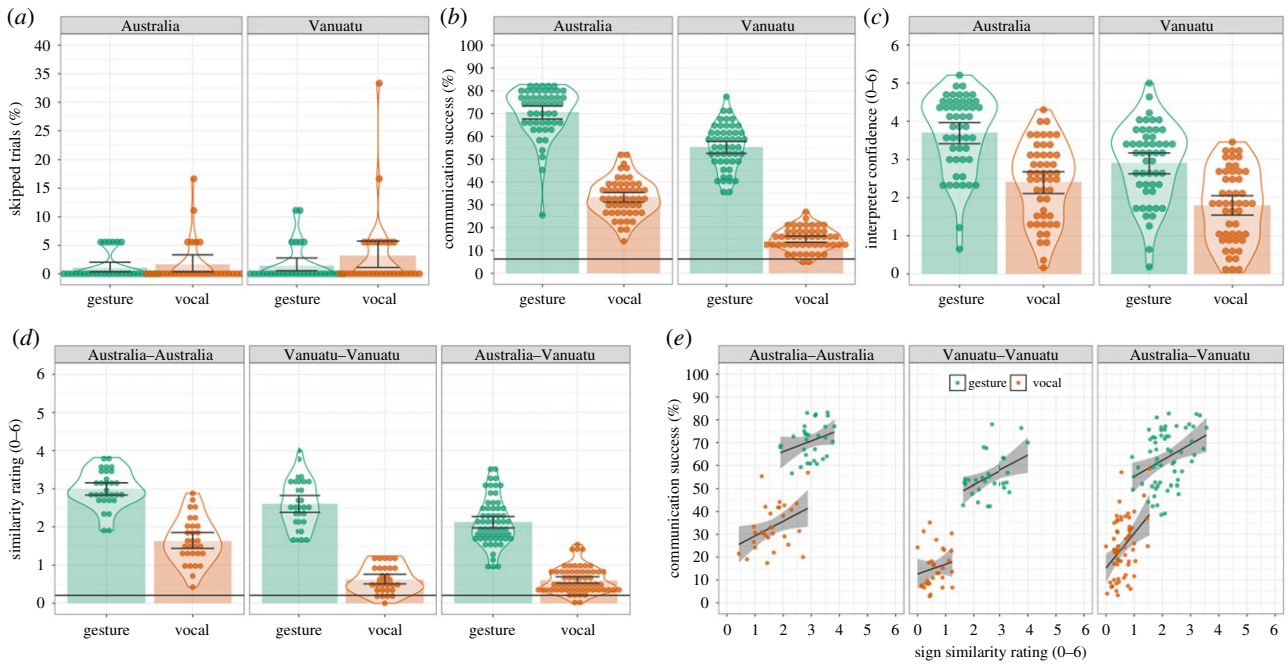 (a)
Australia
Vanuatu
skipped trials (%)
40
35
30
25
20
15
10
5
0
gesture
vocal
gesture
vocal
(b)
Australia
Vanuatu
communication succes (%)
100
90
80
70
60
50
40
30
20
10
0
gesture
vocal
gesture
vocal
(c)
Australia
Vanuatu
interpreter confidence (0–6)
6
5
4
3
2
1
0
gesture
vocal
gesture
vocal
(d)
Australia–Australia
Vanuatu–Vanuatu
Australia–Vanuatu
similarity rating (0–6)
6
5
4
3
2
1
0
gesture
vocal
gesture
vocal
gesture
vocal
(e)
Australia–Australia
Vanuatu–Vanuatu
Australia–Vanuatu
gesture
vocal
communication success (%)
100
90
80
70
60
50
40
30
20
10
0
0 1 2 3 4 5 6
0 1 2 3 4 5 6
0 1 2 3 4 5 6
sign similarity rating (0–6)